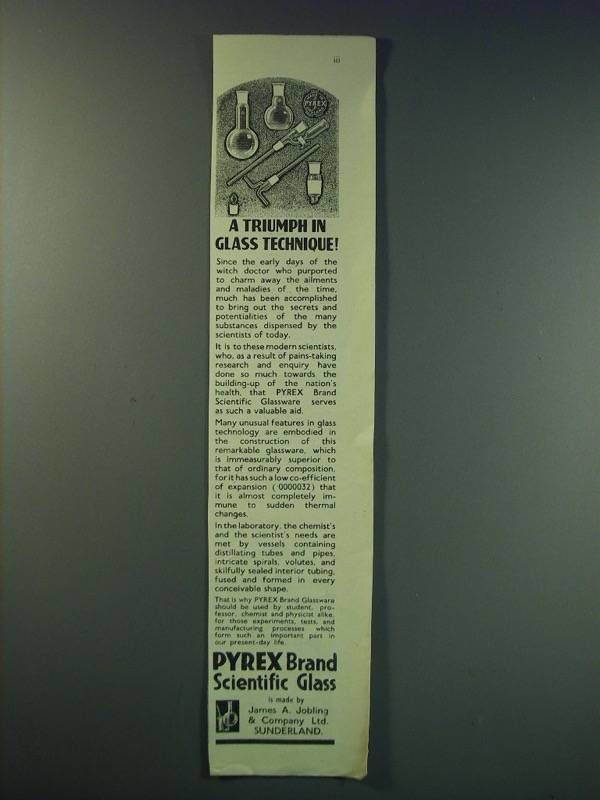 iii
PYREX
A TRIUMPH IN
GLASS TECHNIQUE!
Since the early days of the
witch doctor who purported
to charm away the ailments
and maladies of the time,
much has been accomplished
to bring out the secrets and
potentialities of the many
substances dispensed by the
scientists of today.
It is to these modern scientists,
who, as a result of pains-taking
research and enquiry have
done so much towards the
building-up of the nation's
health, that PYREX Brand
Scientific Glassware serves
as such a valuable aid.
Many unusual features in glass
technology are embodied in
the construction of this
remarkable glassware, which
is immeasurably superior to
that of ordinary composition,
for it has such a low co-efficient
of expansion (·0000032) that
it is almost completely im-
mune to sudden thermal
changes.
In the laboratory, the chemist's
and the scientist's needs are
met by vessels containing
distillating tubes and pipes,
intricate spirals, volutes, and
skilfully sealed interior tubing,
fused and formed in every
conceivable shape.
That is why PYREX Brand Glassware
should be used by student, pro-
fessor, chemist and physicist alike,
for those experiments, tests, and
manufacturing processes which
form such an important part in
our present-day life.
PYREX Brand
Scientific Glass
is made by
James A. Jobling
& Company Ltd.
SUNDERLAND.